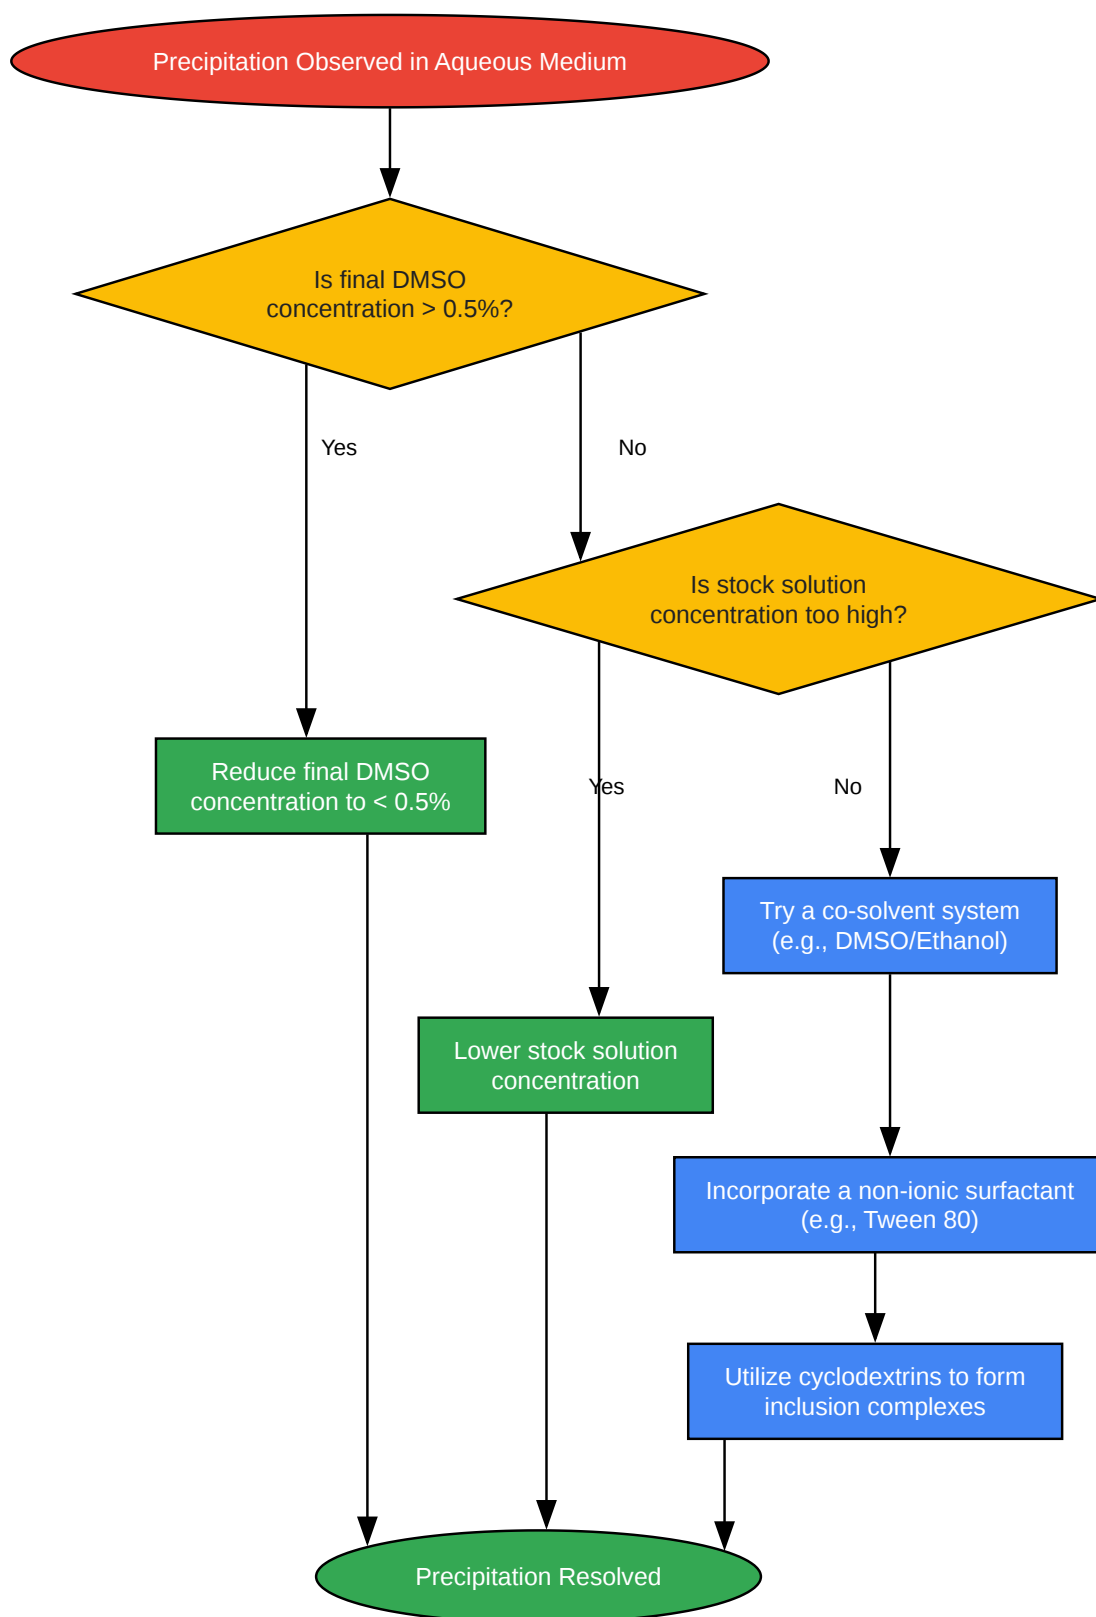 Precipitation Observed in Aqueous Medium
Is final DMSO
concentration > 0.5%?
Yes
No
Is stock solution
concentration too high?
Reduce final DMSO
concentration to < 0.5%
Yes
No
Try a co-solvent system
(e.g., DMSO/Ethanol)
Lower stock solution
concentration
Incorporate a non-ionic surfactant
(e.g., Tween 80)
Utilize cyclodextrins to form
inclusion complexes
Precipitation Resolved